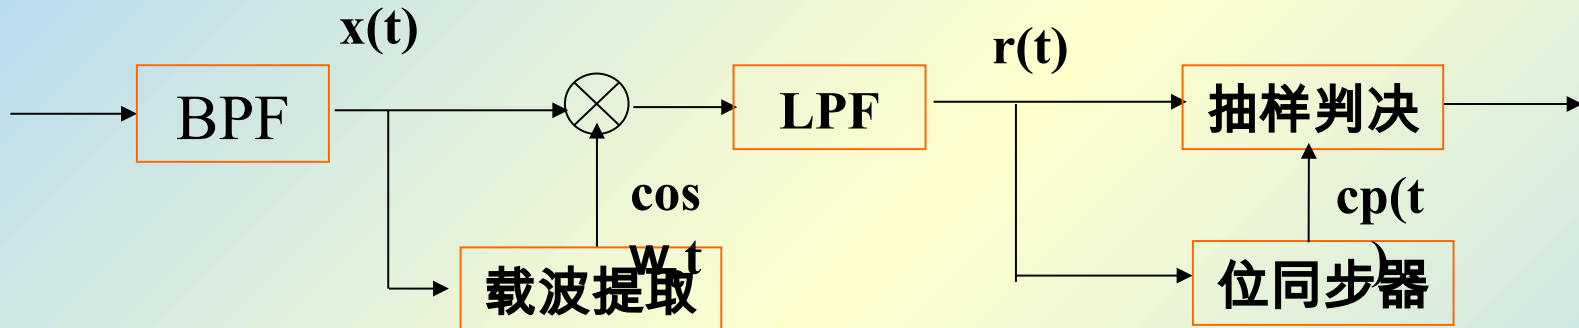 x(t)
r(t)
BPF
LPF
抽样判决
cos
w t
cp(t
)
载波提取
位同步器